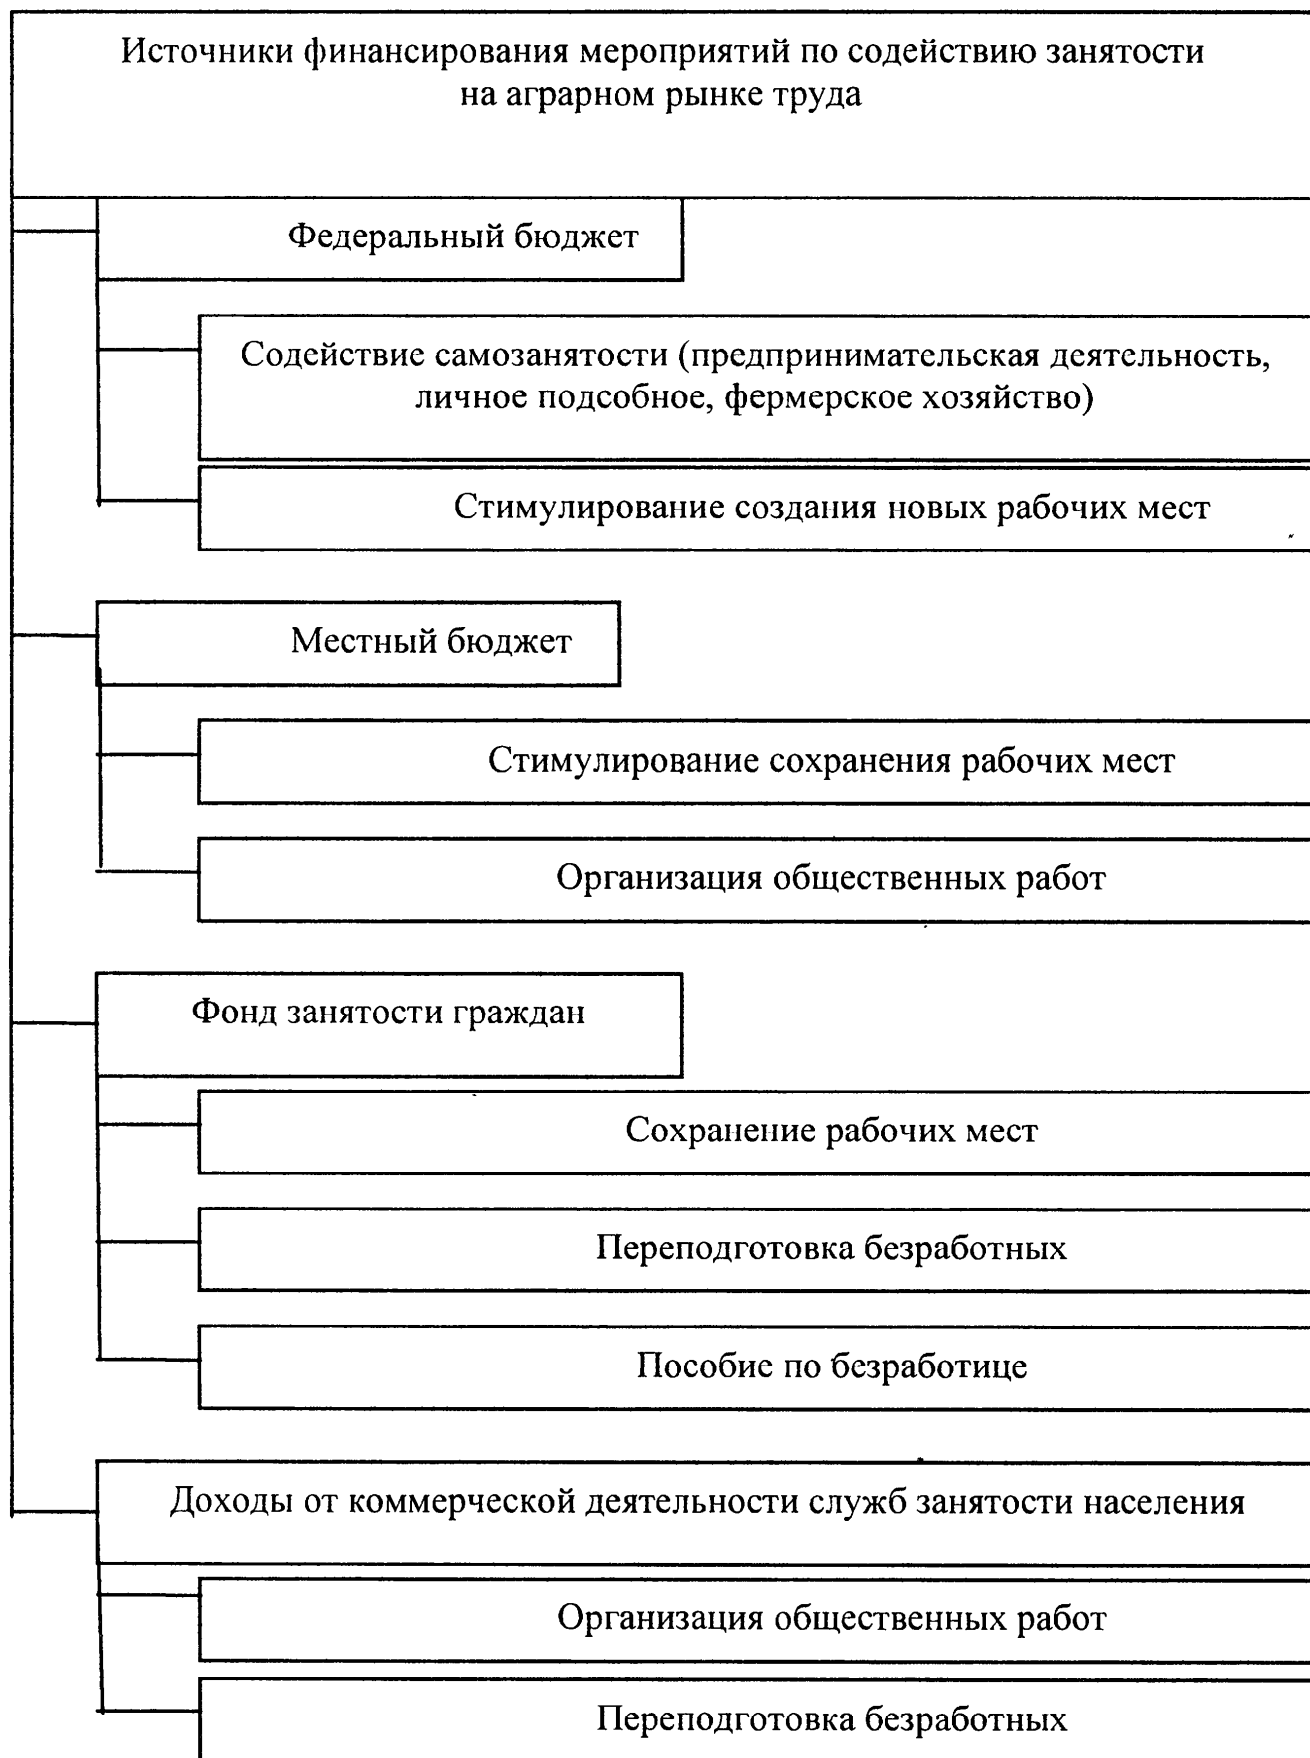 Источники финансирования мероприятий по содействию занятости
на аграрном рынке труда
Федеральный бюджет
Содействие самозанятости (предпринимательская деятельность,
личное подсобное, фермерское хозяйство)
Стимулирование создания новых рабочих мест
Местный бюджет
Стимулирование сохранения рабочих мест
Организация общественных работ
Фонд занятости граждан
Сохранение рабочих мест
Переподготовка безработных
Пособие по безработице
Доходы от коммерческой деятельности служб занятости населения
Организация общественных работ
Переподготовка безработных